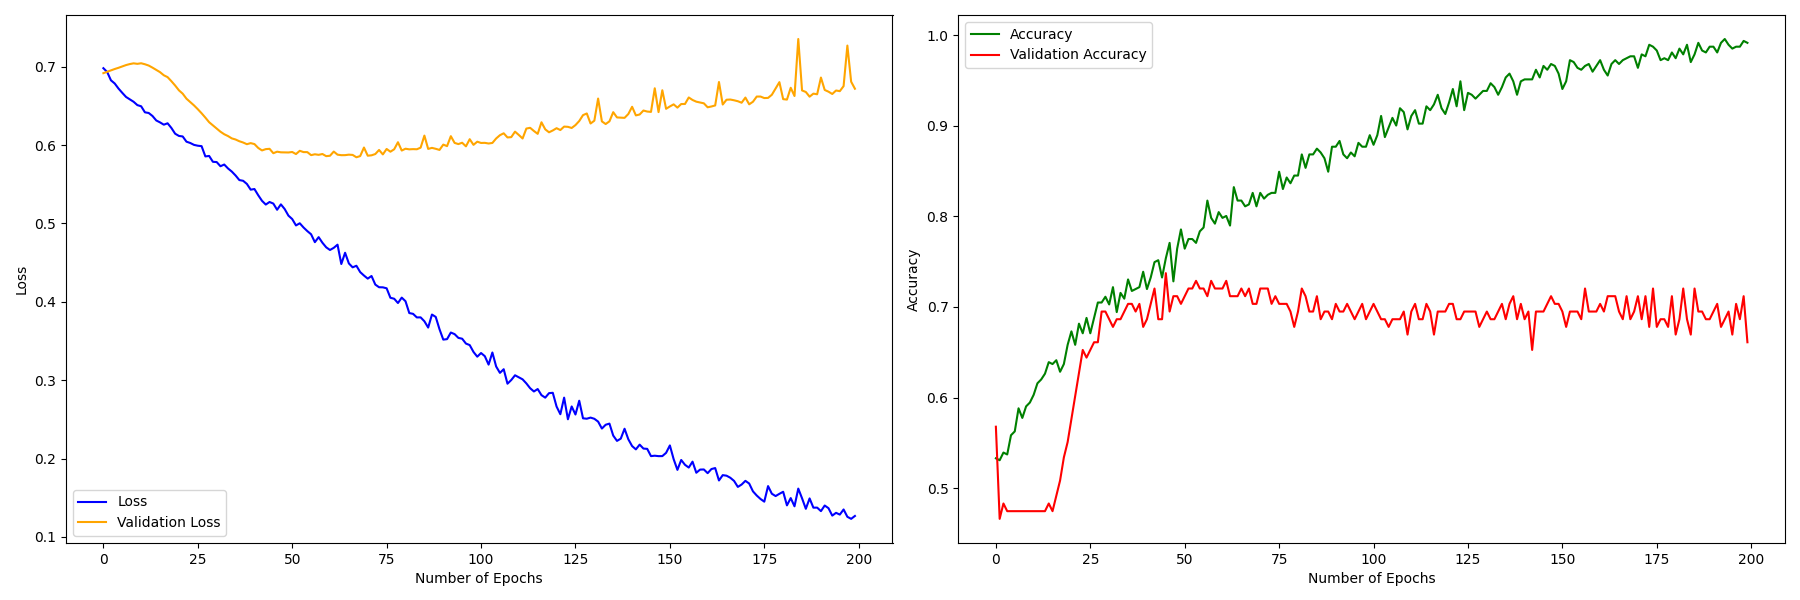 0.7
0.6
0.5
0.4
0.3
0.2
0.1
Loss
Loss
Validation Loss
0 25 50 75 100 125 150 175 200
Number of Epochs
1.0
0.9
0.8
0.7
0.6
0.5
Accuracy
Accuracy
Validation Accuracy
0 25 50 75 100 125 150 175 200
Number of Epochs